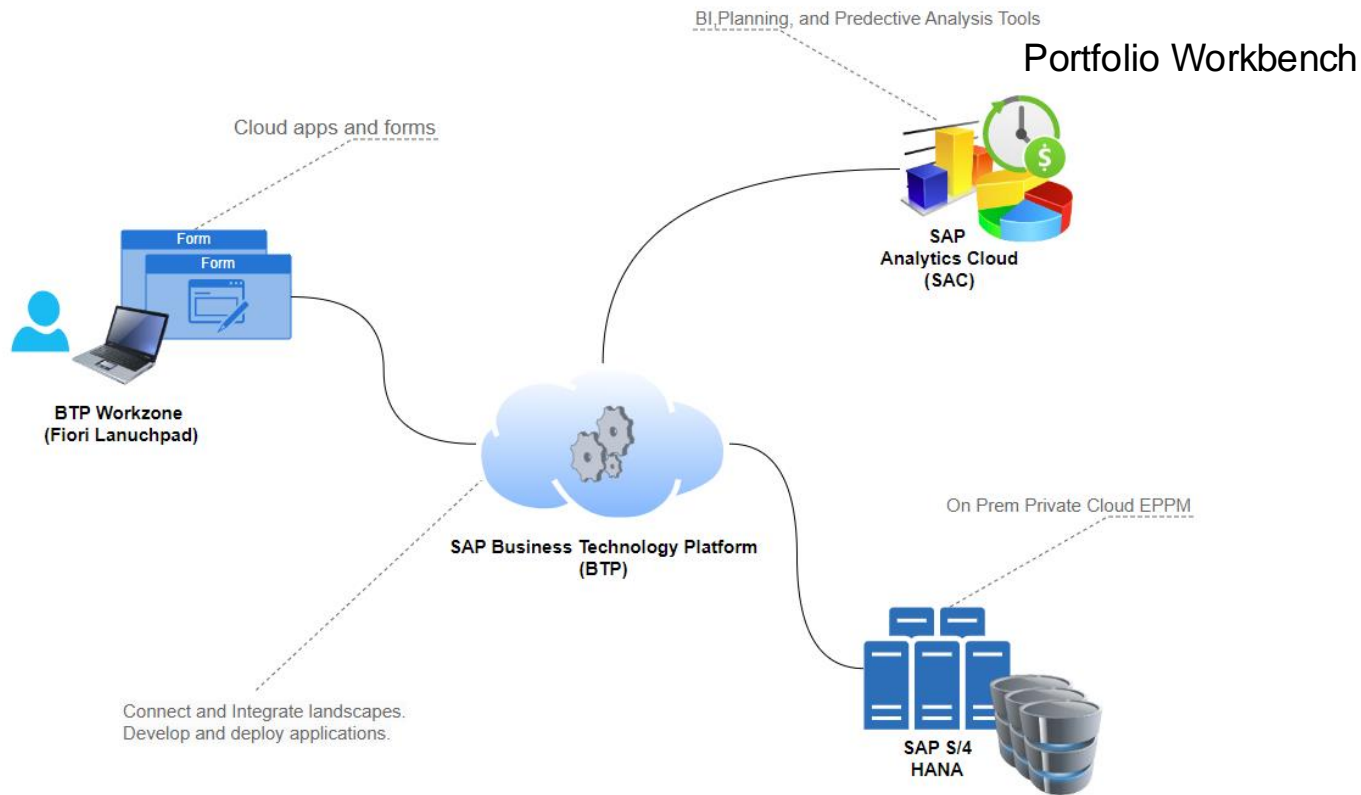 BI,Planning, and Predective Analysis Tools
Portfolio Workbench
Cloud apps and forms
Form
Form
SAP
Analytics Cloud
(SAC)
BTP Workzone
(Fiori Lanuchpad)
On Prem Private Cloud EPPM
SAP Business Technology Platform
(BTP)
Connect and Integrate landscapes.
Develop and deploy applications.
SAP S/4
HANA
$